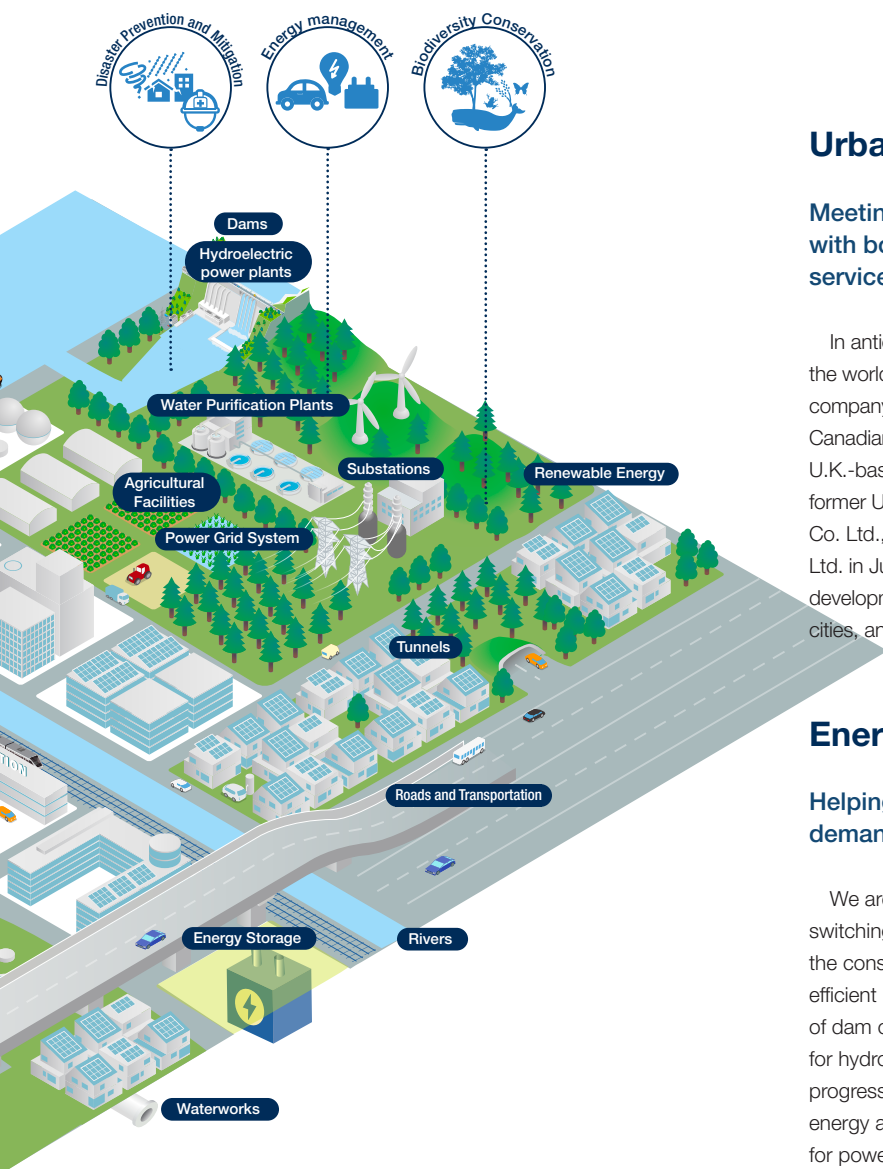 Disaster Prevention and Mitigation
Energy management
Biodiversity Conservation
Dams
Hydroelectric
power plants
Water Purification Plants
Substations
Renewable Energy
Agricultural
Facilities
Power Grid System
Tunnels
Roads and Transportation
Energy Storage
Rivers
Waterworks
TION
Urba
Meetin
with bo
service
In antic
the world
company
Canadian
U.K.-bas
former U
Co. Ltd.,
Ltd. in Ju
developm
cities, an
Ener
Helping
deman
We are
switching
the cons
efficient
of dam c
for hydro
progress
energy a
for powe